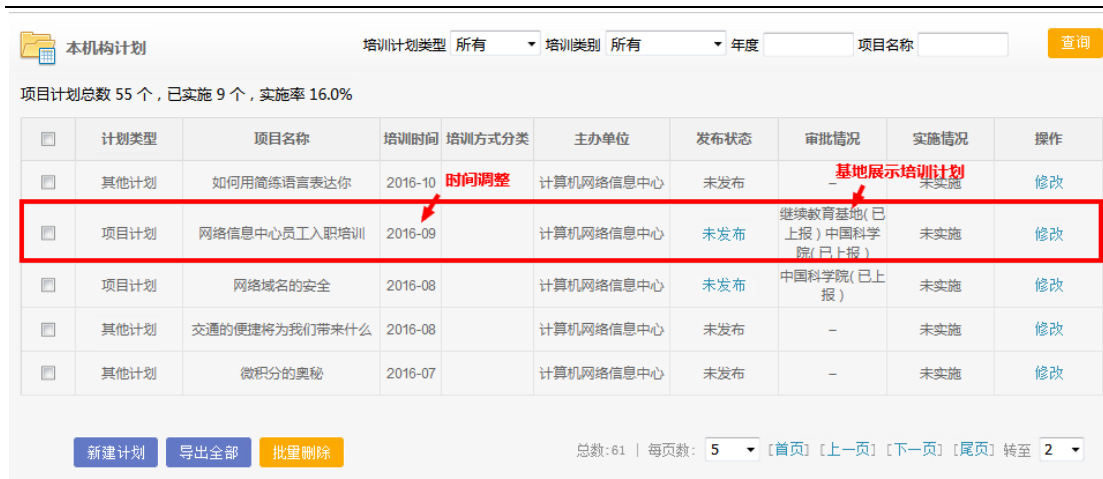 本机构计划 培训计划类型 所有 培训类别 所有 年度 项目名称 查询
项目计划总数 55 个，已实施 9 个，实施率 16.0%
计划类型 项目名称 培训时间 培训方式分类 主办单位 发布状态 审批情况 实施情况 操作
时间调整 基地展示培训计划
其他计划 如何用简练语言表达你 2016-10 计算机网络信息中心 未发布 – 未实施 修改
项目计划 网络信息中心员工入职培训 2016-09 计算机网络信息中心 未发布 继续教育基地( 已
上报 ) 中国科学
院( 已上报 ) 未实施 修改
项目计划 网络域名的安全 2016-08 计算机网络信息中心 未发布 中国科学院( 已上
报 ) 未实施 修改
其他计划 交通的便捷将为我们带来什么 2016-08 计算机网络信息中心 未发布 – 未实施 修改
其他计划 微积分的奥秘 2016-07 计算机网络信息中心 未发布 – 未实施 修改
新建计划 导出全部 批量删除 总数:61 | 每页数: 5 [首页] [上一页] [下一页] [尾页] 转至 2